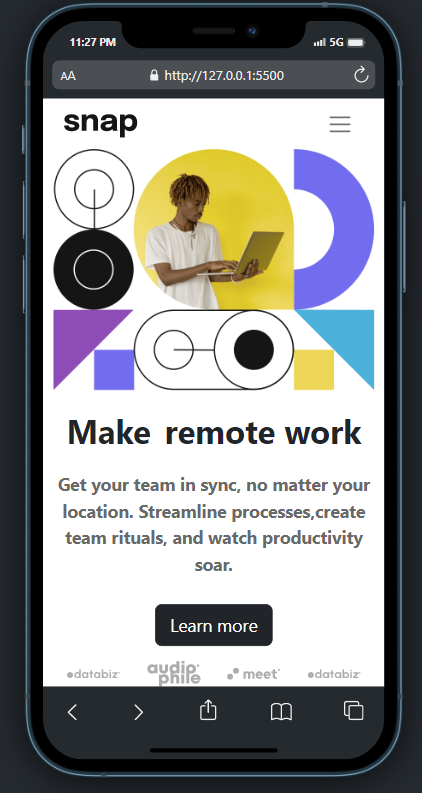 11:27 PM
5G
AA
http://127.0.0.1:5500
snap
Make remote work
Get your team in sync, no matter your
location. Streamline processes,create
team rituals, and watch productivity
soar.
Learn more
databiz
audiophile
meet
databiz